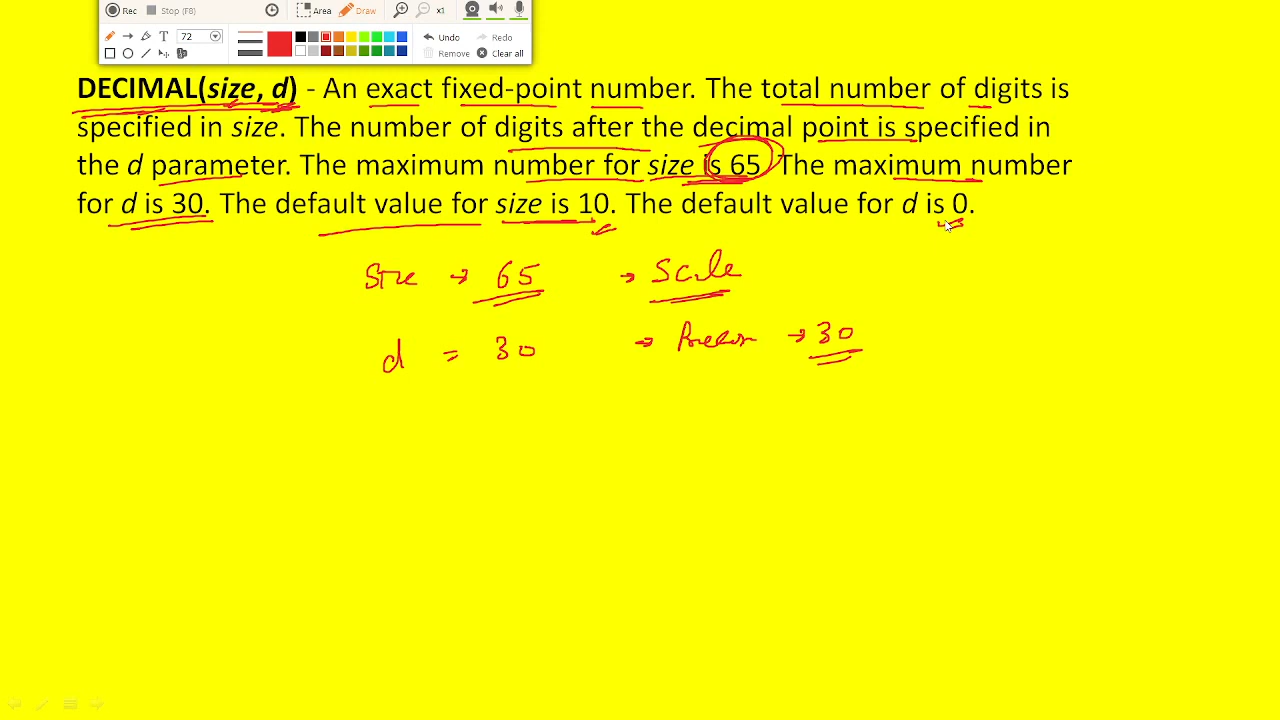 Rec Stop (F8) Area Draw x1
T 72 Undo Redo
Remove Clear all
DECIMAL(size, d) - An exact fixed-point number. The total number of digits is
specified in size. The number of digits after the decimal point is specified in
the d parameter. The maximum number for size is 65 The maximum number
for d is 30. The default value for size is 10. The default value for d is 0.
Size → 65 → Scale
d = 30 → → 30